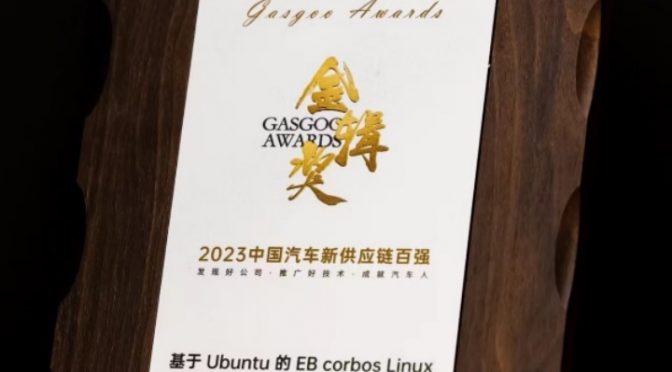 Gasgoo Awards
金辑奖
GASGOO
AWARDS
2023中国汽车新供应链百强
发现好公司·推广好技术·成就汽车人
基于 Ubuntu 的 EB corbos Linux